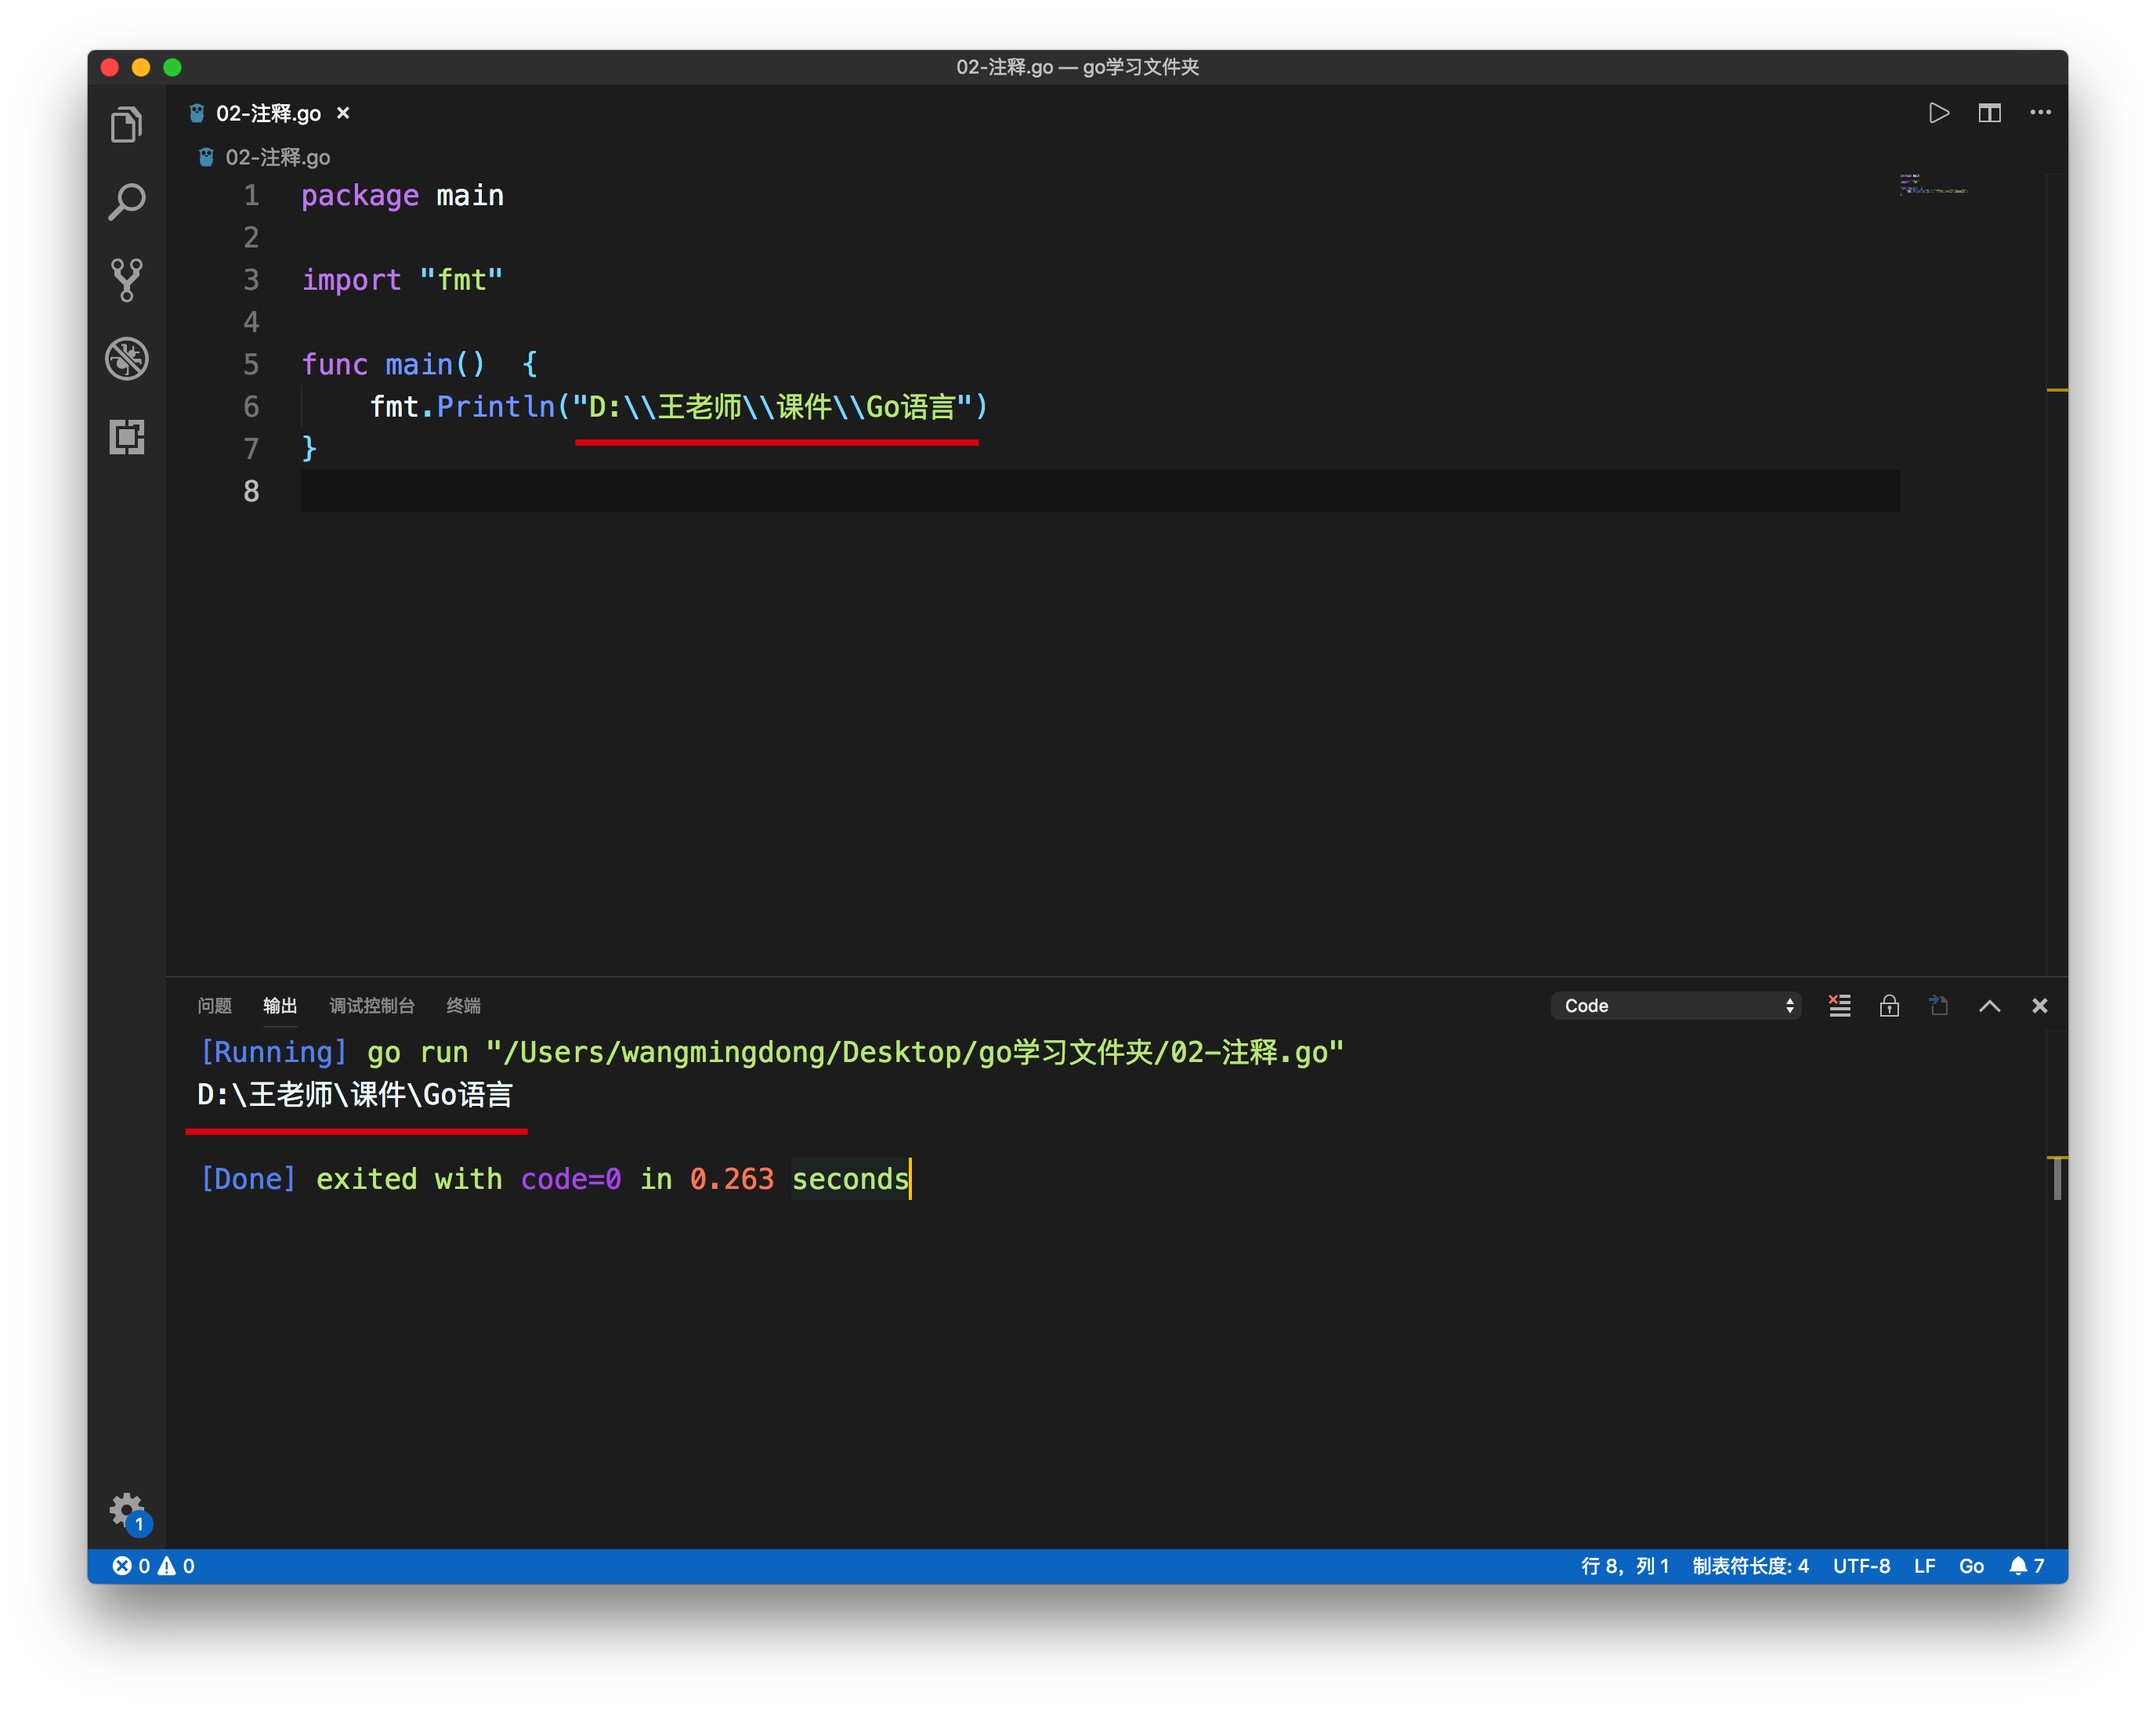 02-注释.go — go学习文件夹
02-注释.go
02-注释.go
1 package main
2
3 import "fmt"
4
5 func main()  {
6     fmt.Println("D:\\王老师\\课件\\Go语言")
7 }
8
问题 输出 调试控制台 终端 Code
[Running] go run "/Users/wangmingdong/Desktop/go学习文件夹/02-注释.go"
D:\王老师\课件\Go语言
[Done] exited with code=0 in 0.263 seconds
1
0 0 行 8，列 1 制表符长度: 4 UTF-8 LF Go 7